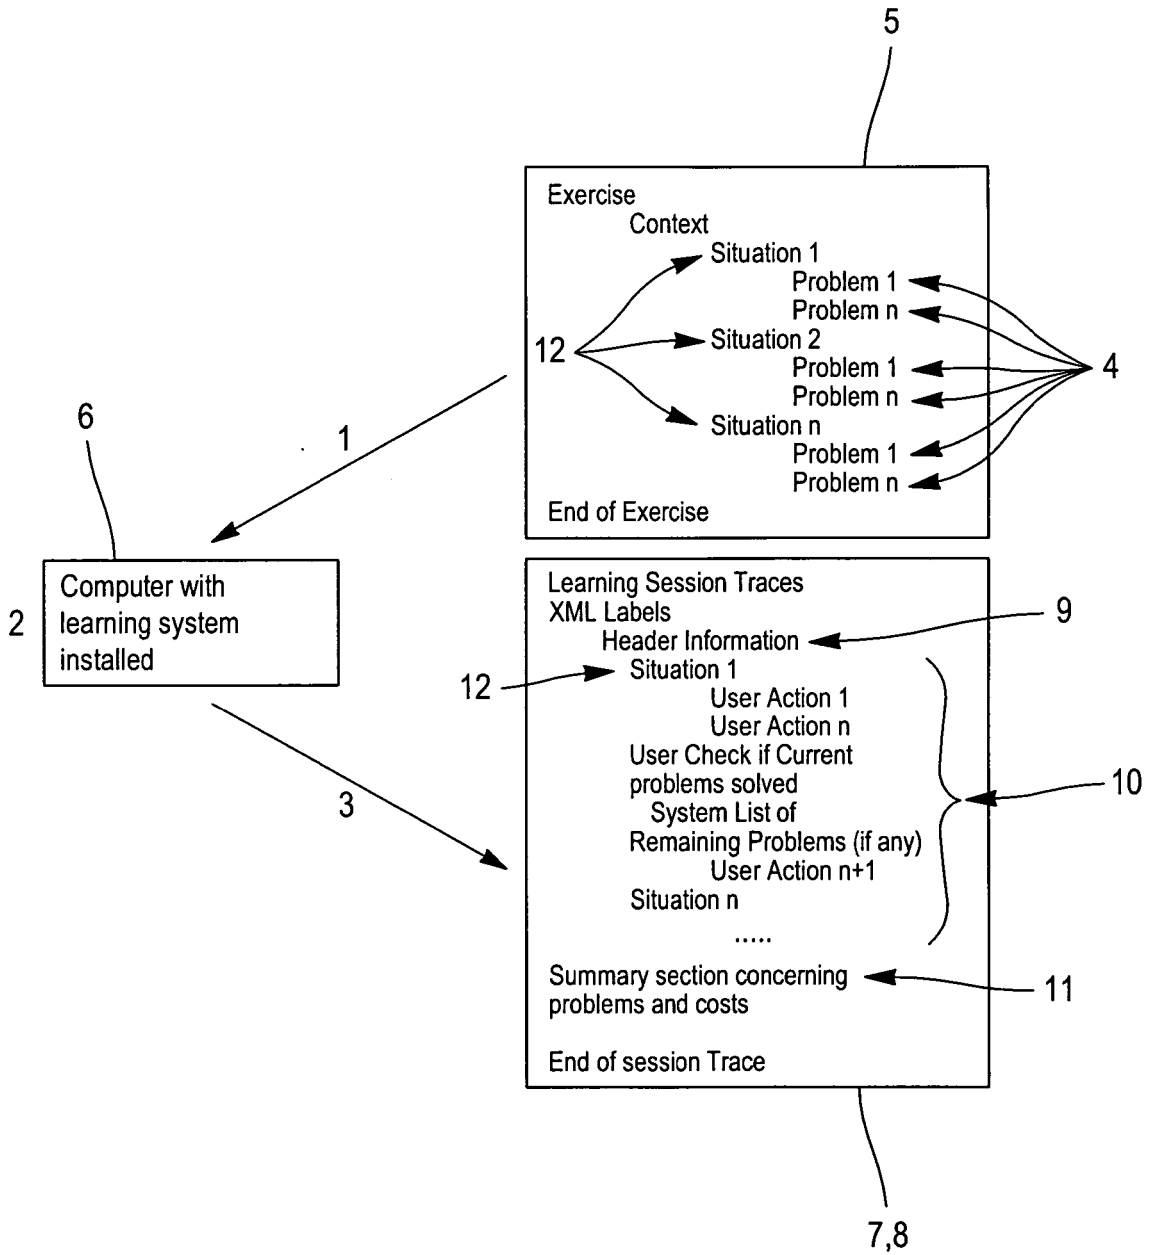 5
Exercise
Context
Situation 1
Problem 1
Problem n
12
Situation 2
4
Problem 1
Problem n
Situation n
Problem 1
Problem n
End of Exercise
1
6
2
Computer with
learning system
installed
3
Learning Session Traces
XML Labels
Header Information
9
12
Situation 1
User Action 1
User Action n
User Check if Current
problems solved
System List of
Remaining Problems (if any)
User Action n+1
Situation n
.....
10
Summary section concerning
problems and costs
11
End of session Trace
7,8